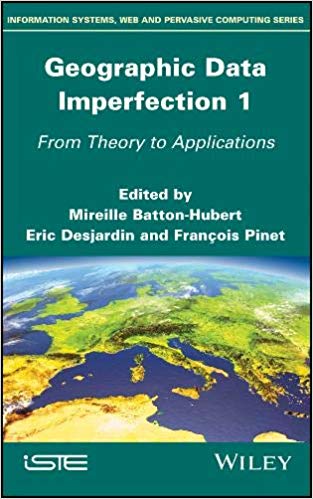 INFORMATION SYSTEMS, WEB AND PERVASIVE COMPUTING SERIES
Geographic Data
Imperfection 1
From Theory to Applications
Edited by
Mireille Batton-Hubert
Eric Desjardin and François Pinet
iSTE
WILEY